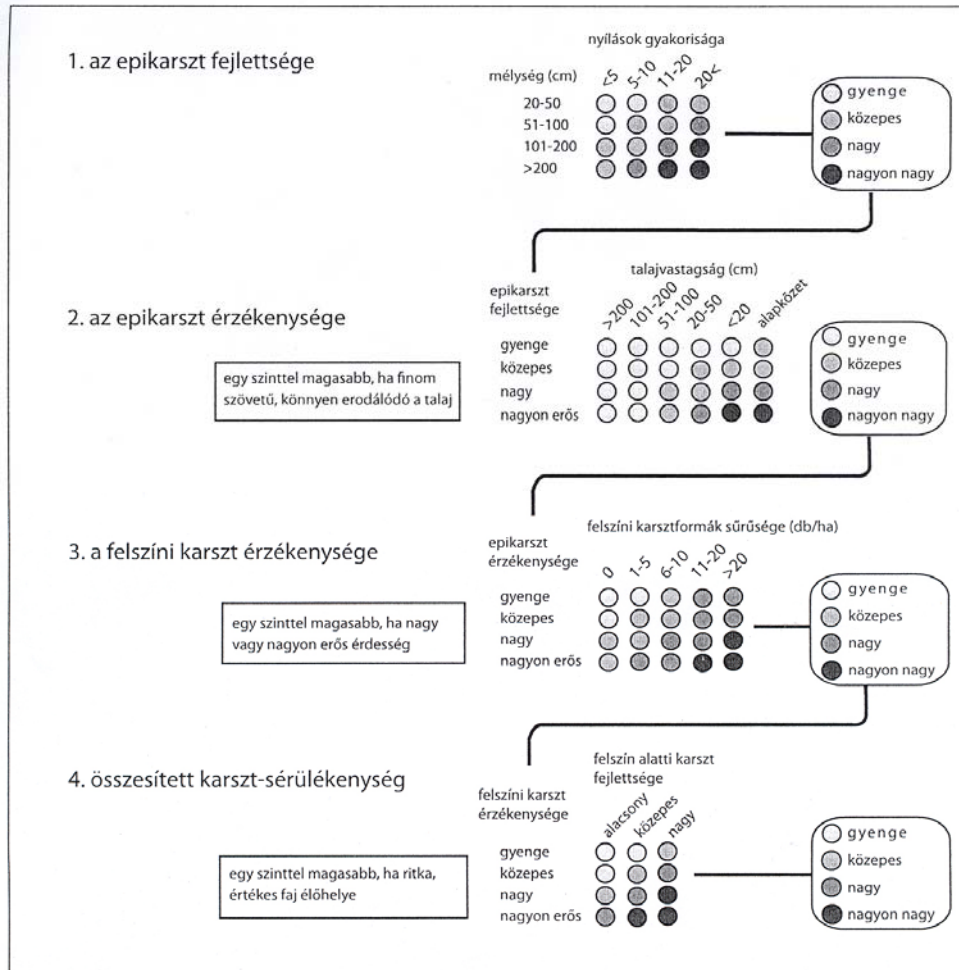 1. az epikarszt fejlettsége
nyílások gyakorisága
mélység (cm)
<5 5-10 11-20 20<
20-50
51-100
101-200
>200
gyenge
közepes
nagy
nagyon nagy
2. az epikarszt érzékenysége
egy szinttel magasabb, ha finom
szövetű, könnyen erodálódó a talaj
talajvastagság (cm)
epikarszt
fejlettsége
>200 101-200 51-100 20-50 <20 alapkőzet
gyenge
közepes
nagy
nagyon erős
gyenge
közepes
nagy
nagyon nagy
3. a felszíni karszt érzékenysége
egy szinttel magasabb, ha nagy
vagy nagyon erős érdesség
felszíni karsztformák sűrűsége (db/ha)
epikarszt
érzékenysége
0 1-5 6-10 11-20 >20
gyenge
közepes
nagy
nagyon erős
gyenge
közepes
nagy
nagyon nagy
4. összesített karszt-sérülékenység
egy szinttel magasabb, ha ritka,
értékes faj élőhelye
felszín alatti karszt
fejlettsége
felszíni karszt
érzékenysége
alacsony közepes nagy
gyenge
közepes
nagy
nagyon erős
gyenge
közepes
nagy
nagyon nagy